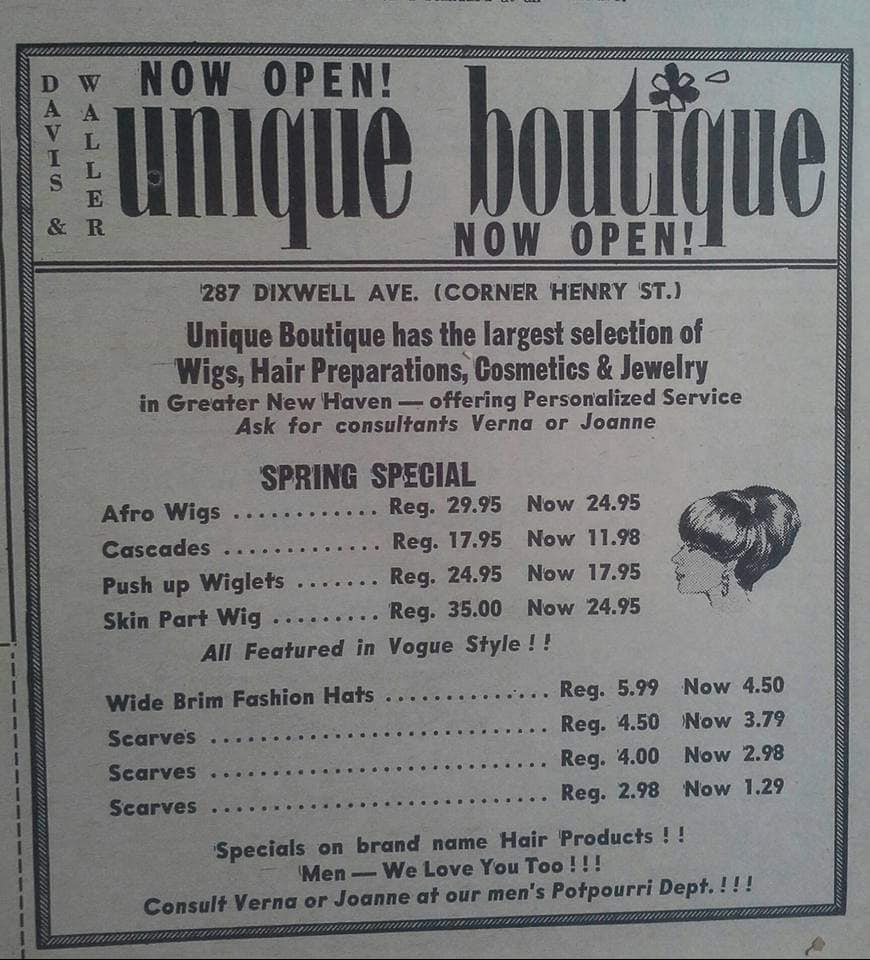 DAVIS &
WALLER
NOW OPEN!
unique boutique
NOW OPEN!
287 DIXWELL AVE. (CORNER HENRY ST.)
Unique Boutique has the largest selection of
Wigs, Hair Preparations, Cosmetics & Jewelry
in Greater New Haven — offering Personalized Service
Ask for consultants Verna or Joanne
SPRING SPECIAL
Afro Wigs ............ Reg. 29.95 Now 24.95
Cascades ............. Reg. 17.95 Now 11.98
Push up Wiglets ....... Reg. 24.95 Now 17.95
Skin Part Wig ......... Reg. 35.00 Now 24.95
All Featured in Vogue Style!!
Wide Brim Fashion Hats ............. Reg. 5.99 Now 4.50
Scarves ........................... Reg. 4.50 Now 3.79
Scarves ........................... Reg. 4.00 Now 2.98
Scarves ........................... Reg. 2.98 Now 1.29
Specials on brand name Hair Products!!
Men — We Love You Too!!!
Consult Verna or Joanne at our men's Potpourri Dept.!!!